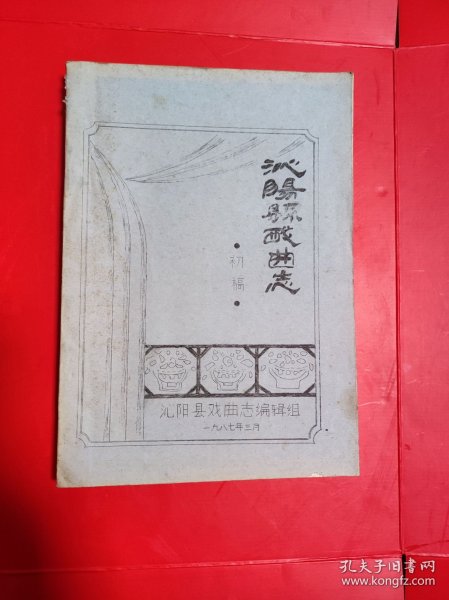 沁陽縣戏曲志
•初稿•
沁阳县戏曲志编辑组
一九八七年三月
孔夫子旧书网
www.kongfz.com